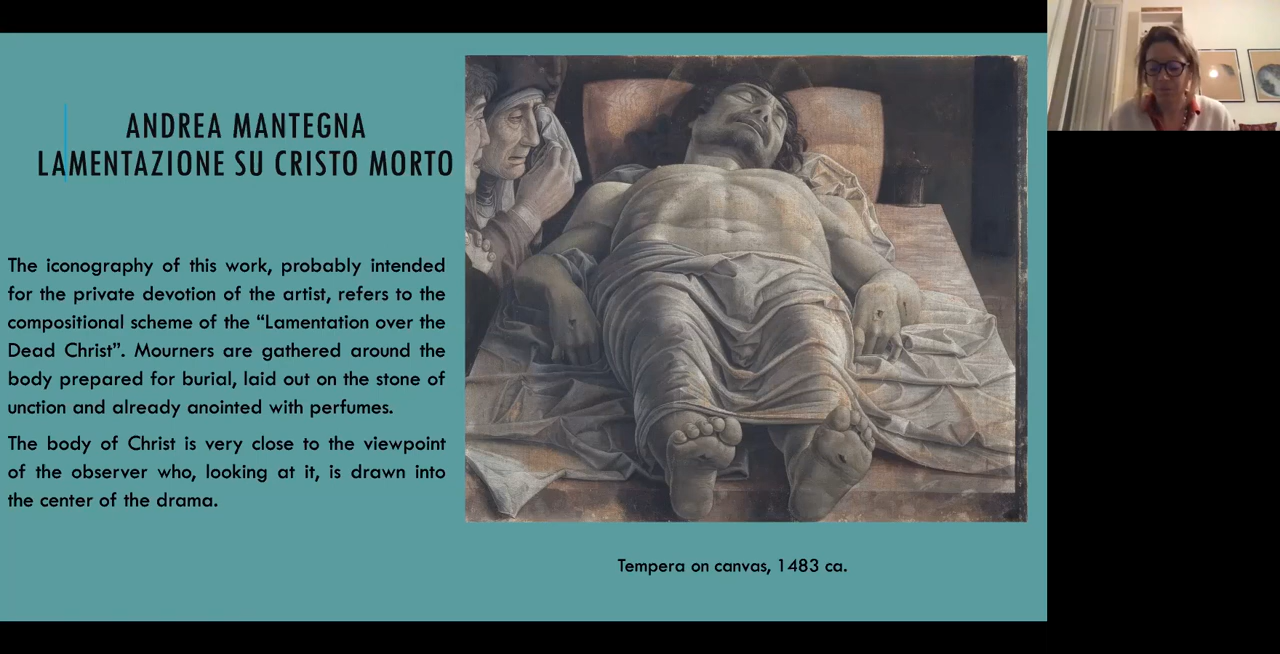 ANDREA MANTEGNA
LAMENTAZIONE SU CRISTO MORTO
The iconography of this work, probably intended
for the private devotion of the artist, refers to the
compositional scheme of the “Lamentation over the
Dead Christ”. Mourners are gathered around the
body prepared for burial, laid out on the stone of
unction and already anointed with perfumes.
The body of Christ is very close to the viewpoint
of the observer who, looking at it, is drawn into
the center of the drama.
Tempera on canvas, 1483 ca.